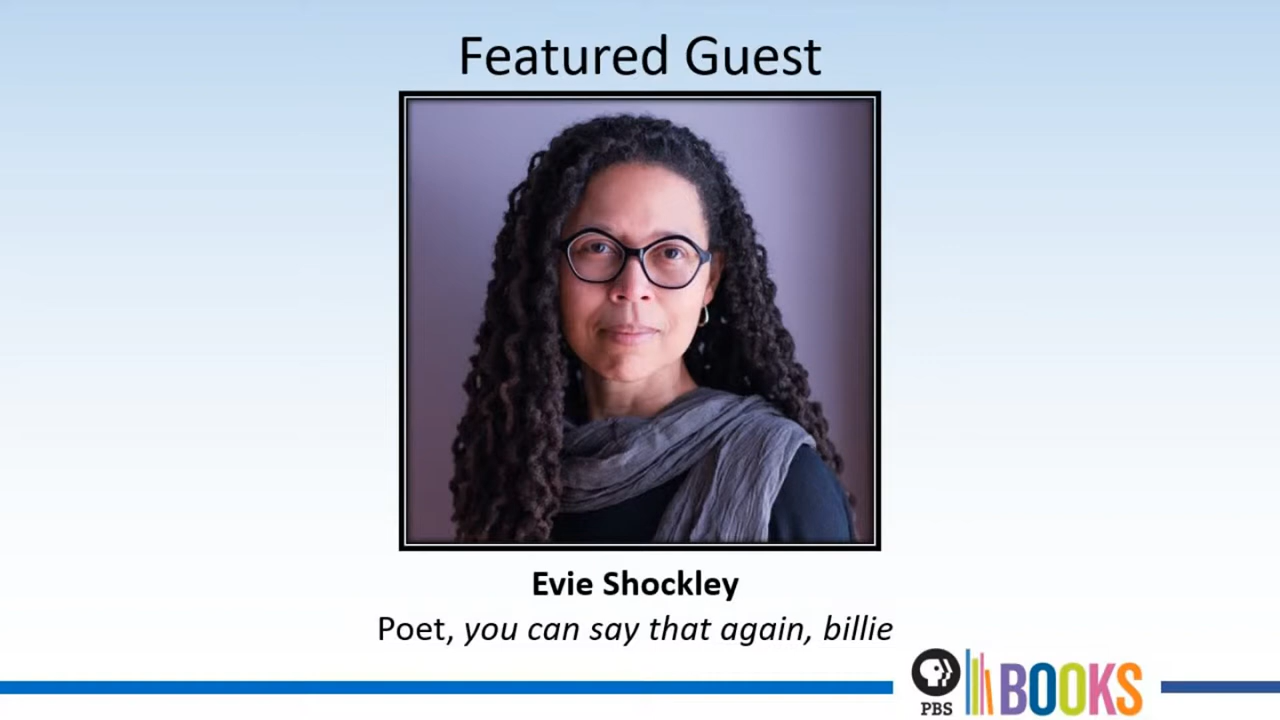 Featured Guest
Evie Shockley
Poet, you can say that again, billie
PBS
BOOKS